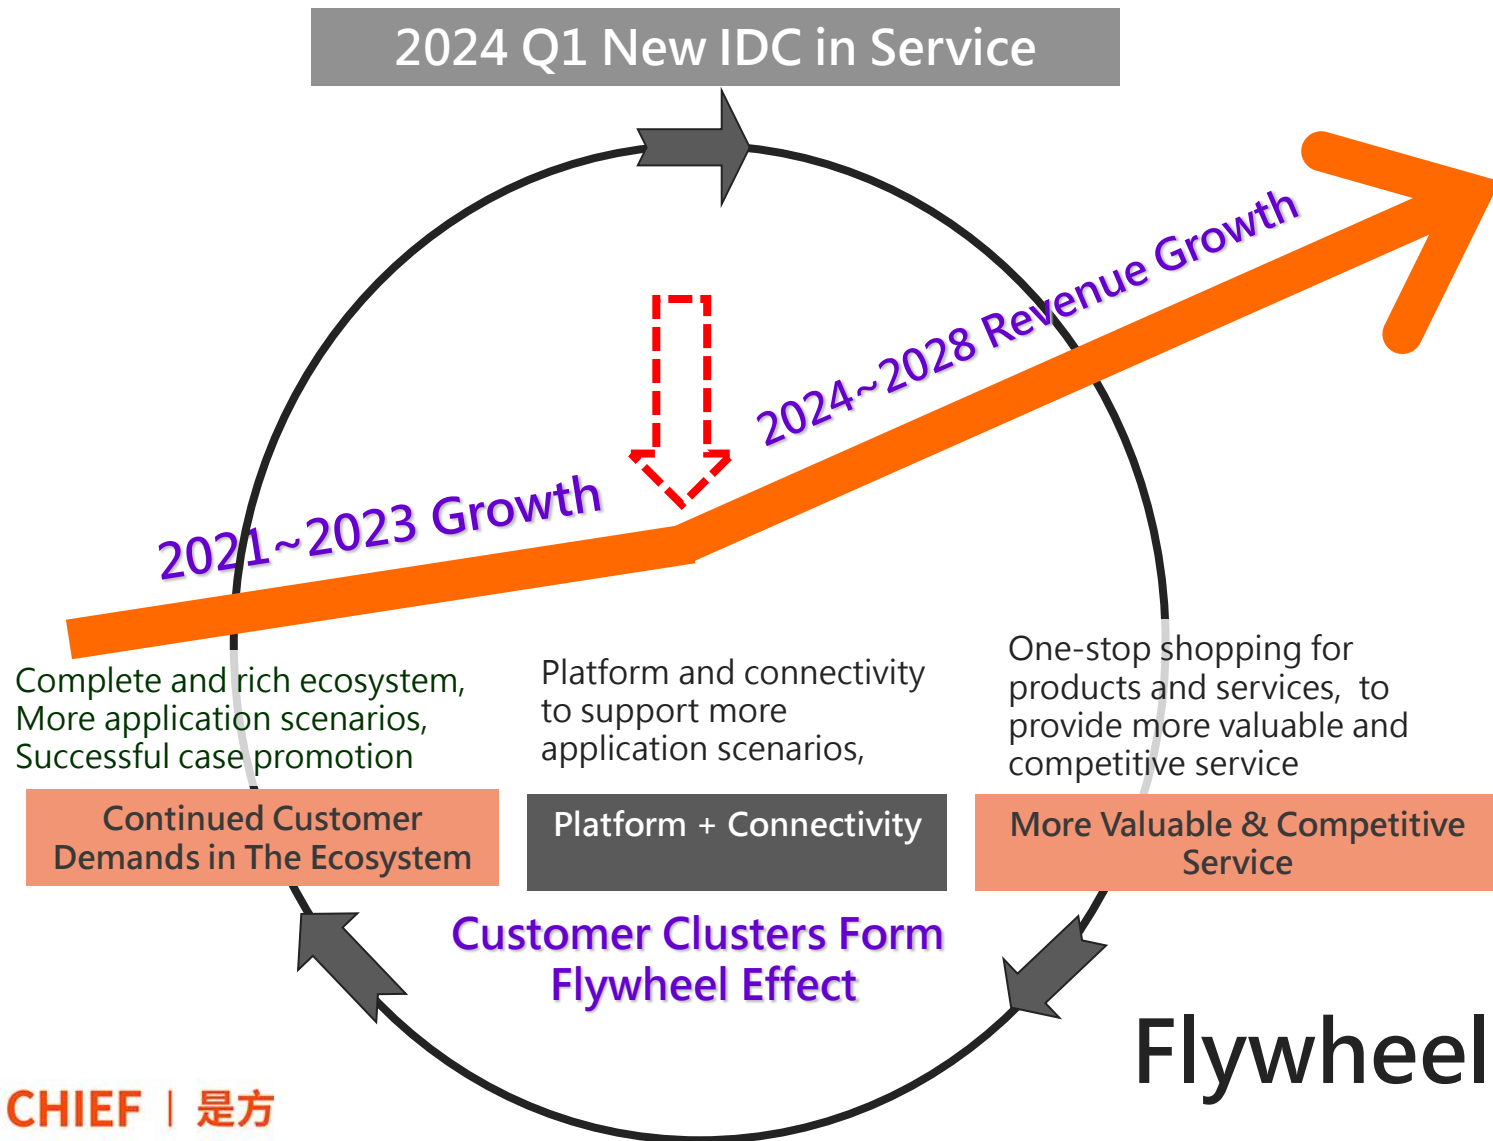 2024 Q1 New IDC in Service
2024~2028 Revenue Growth
2021~2023 Growth
Complete and rich ecosystem,
More application scenarios,
Successful case promotion
Continued Customer
Demands in The Ecosystem
Platform and connectivity
to support more
application scenarios,
Platform + Connectivity
One-stop shopping for
products and services,  to
provide more valuable and
competitive service
More Valuable & Competitive
Service
Customer Clusters Form
Flywheel Effect
Flywheel
CHIEF | 是方